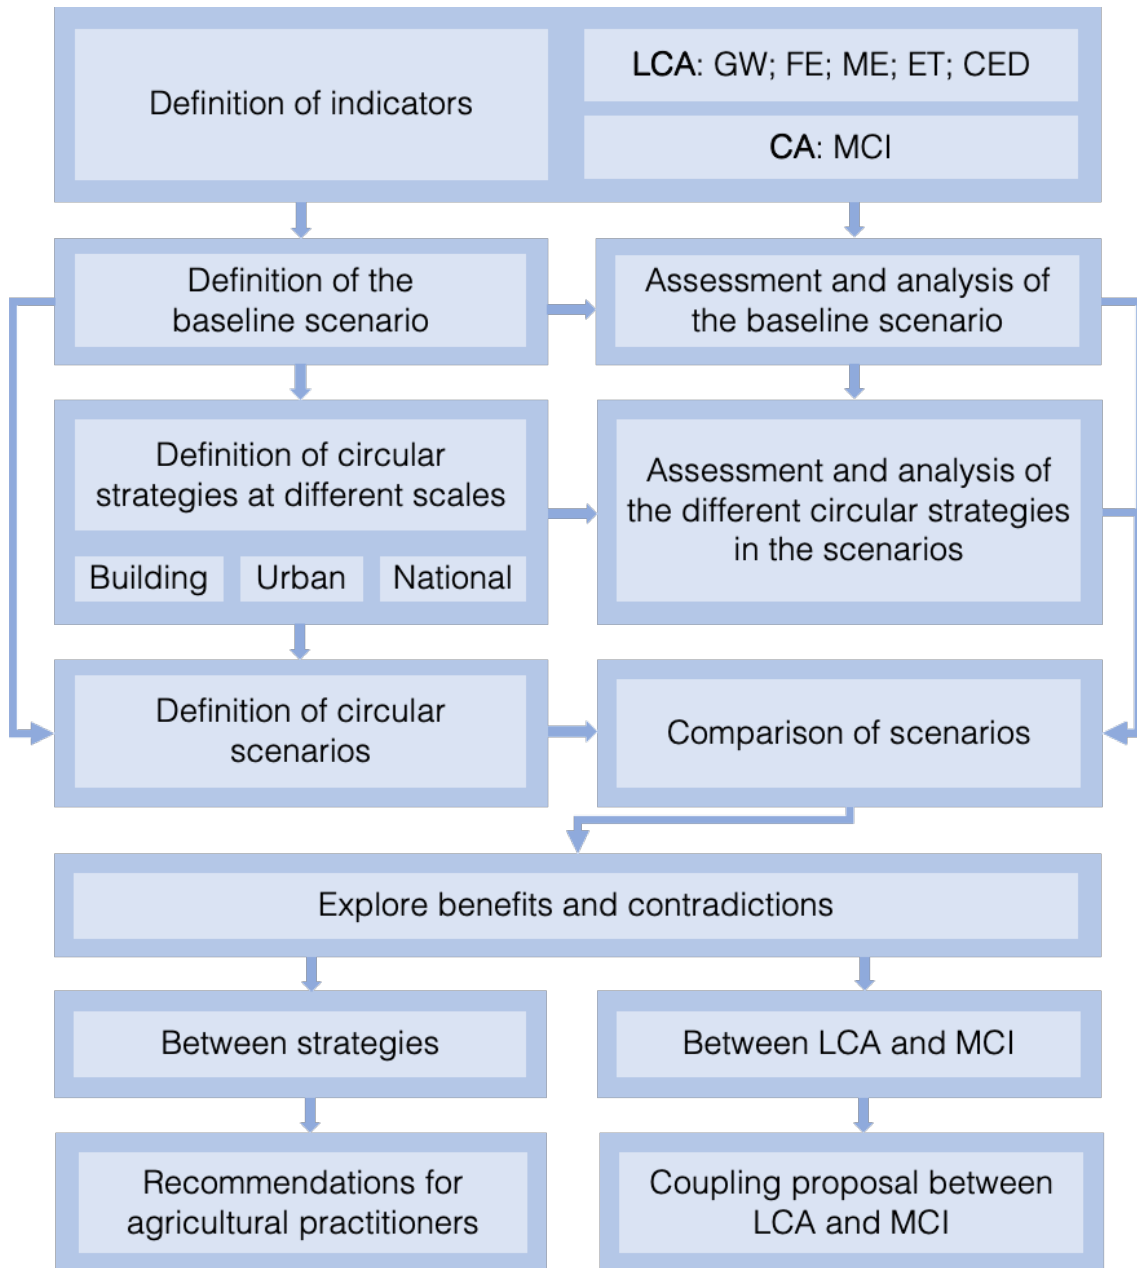 Definition of indicators
LCA: GW; FE; ME; ET; CED
CA: MCI
Definition of the
baseline scenario
Assessment and analysis of
the baseline scenario
Definition of circular
strategies at different scales
Building
Urban
National
Assessment and analysis of
the different circular strategies
in the scenarios
Definition of circular
scenarios
Comparison of scenarios
Explore benefits and contradictions
Between strategies
Between LCA and MCI
Recommendations for
agricultural practitioners
Coupling proposal between
LCA and MCI